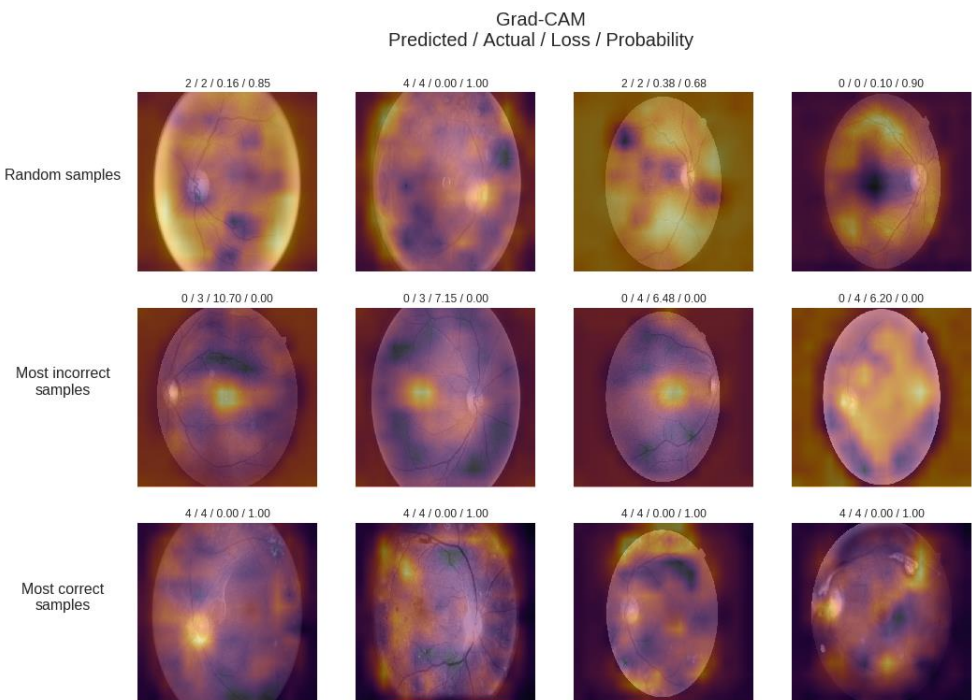 Grad-CAM
Predicted / Actual / Loss / Probability
2 / 2 / 0.16 / 0.85
4 / 4 / 0.00 / 1.00
2 / 2 / 0.38 / 0.68
0 / 0 / 0.10 / 0.90
Random samples
0 / 3 / 10.70 / 0.00
0 / 3 / 7.15 / 0.00
0 / 4 / 6.48 / 0.00
0 / 4 / 6.20 / 0.00
Most incorrect
samples
4 / 4 / 0.00 / 1.00
4 / 4 / 0.00 / 1.00
4 / 4 / 0.00 / 1.00
4 / 4 / 0.00 / 1.00
Most correct
samples